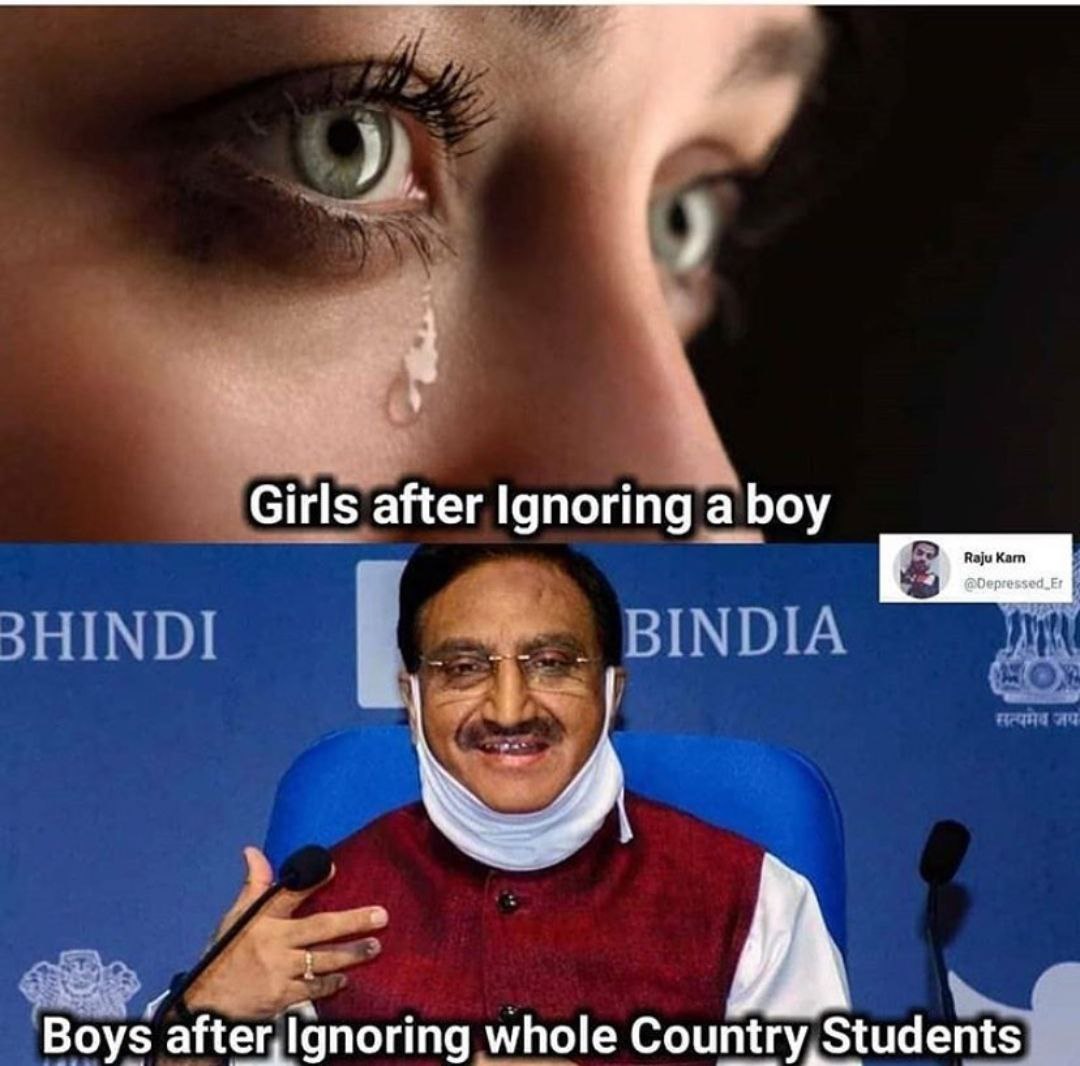 Girls after Ignoring a boy
Raju Karn
@Depressed_Er
BHINDI
BINDIA
सत्यमेव जय
Boys after Ignoring whole Country Students